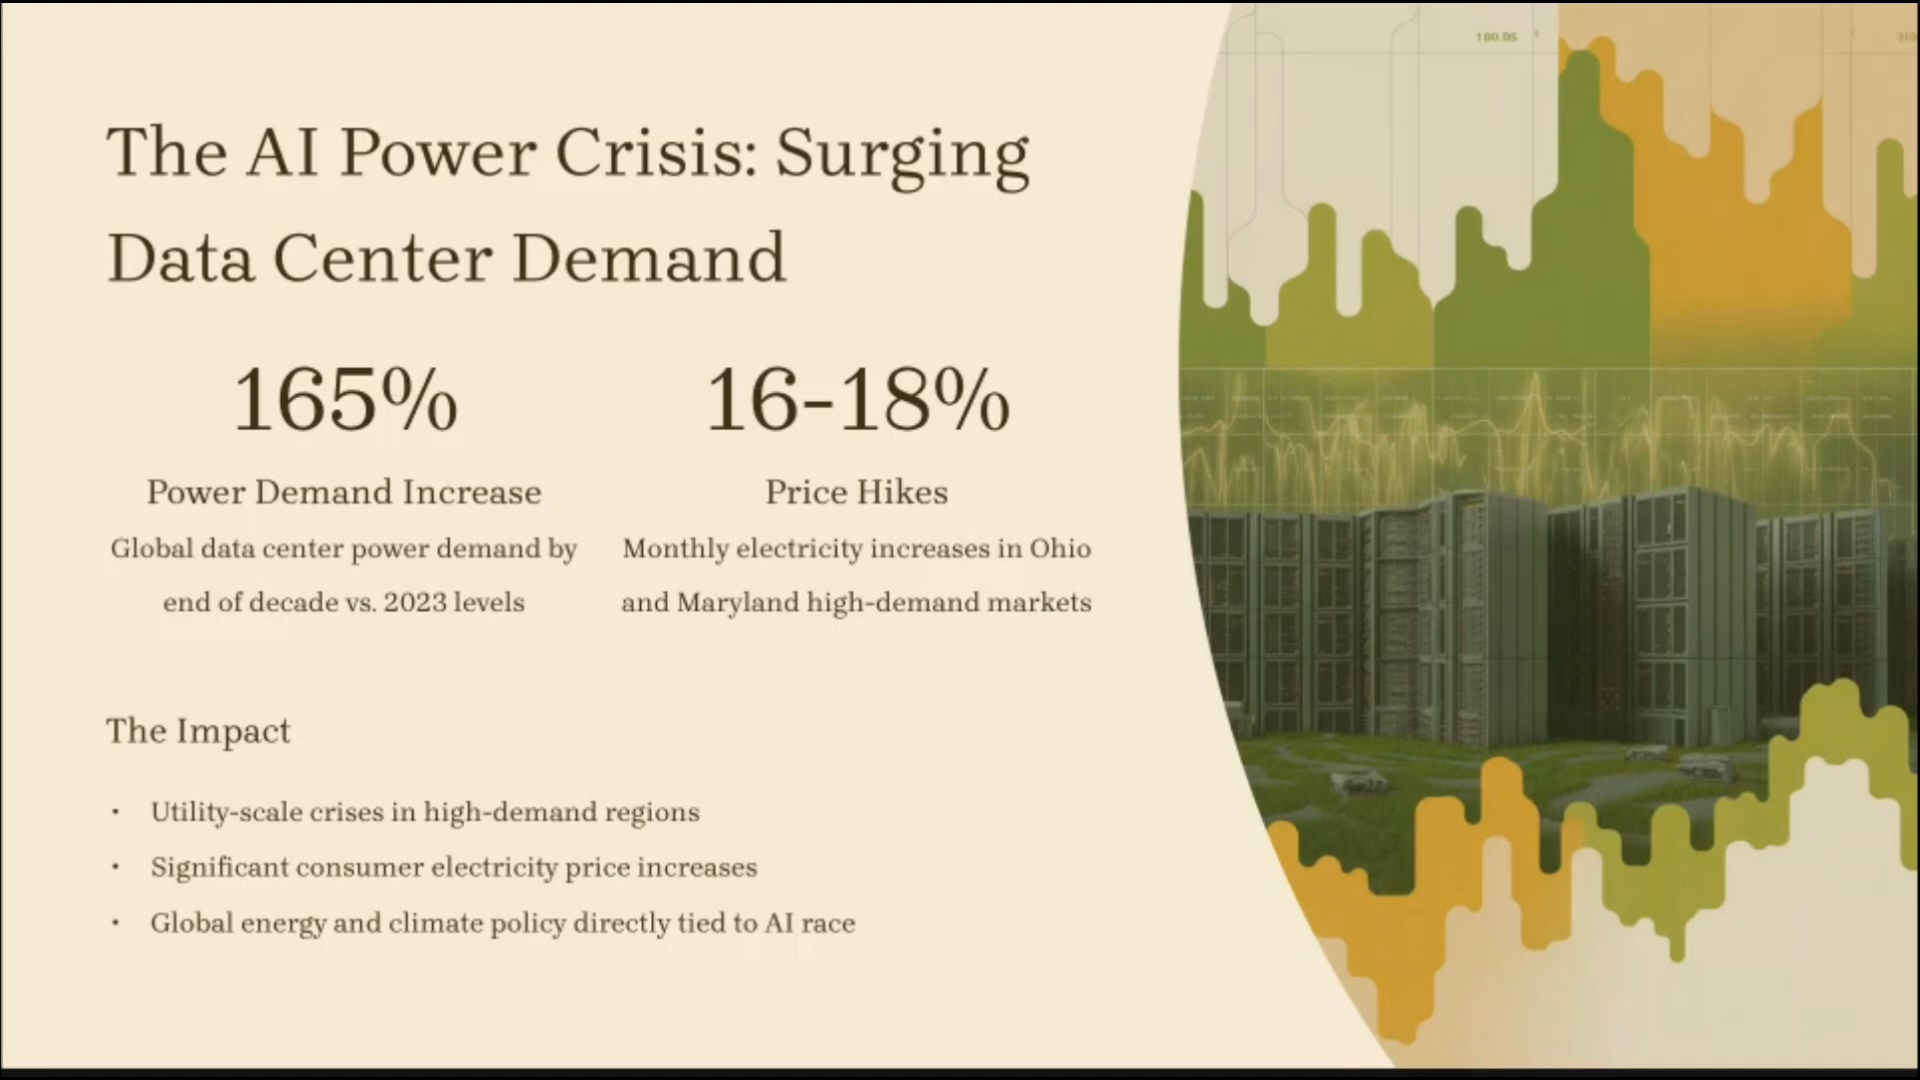 The AI Power Crisis: Surging
Data Center Demand
165%
Power Demand Increase
Global data center power demand by
end of decade vs. 2023 levels
16-18%
Price Hikes
Monthly electricity increases in Ohio
and Maryland high-demand markets
The Impact
• Utility-scale crises in high-demand regions
• Significant consumer electricity price increases
• Global energy and climate policy directly tied to AI race